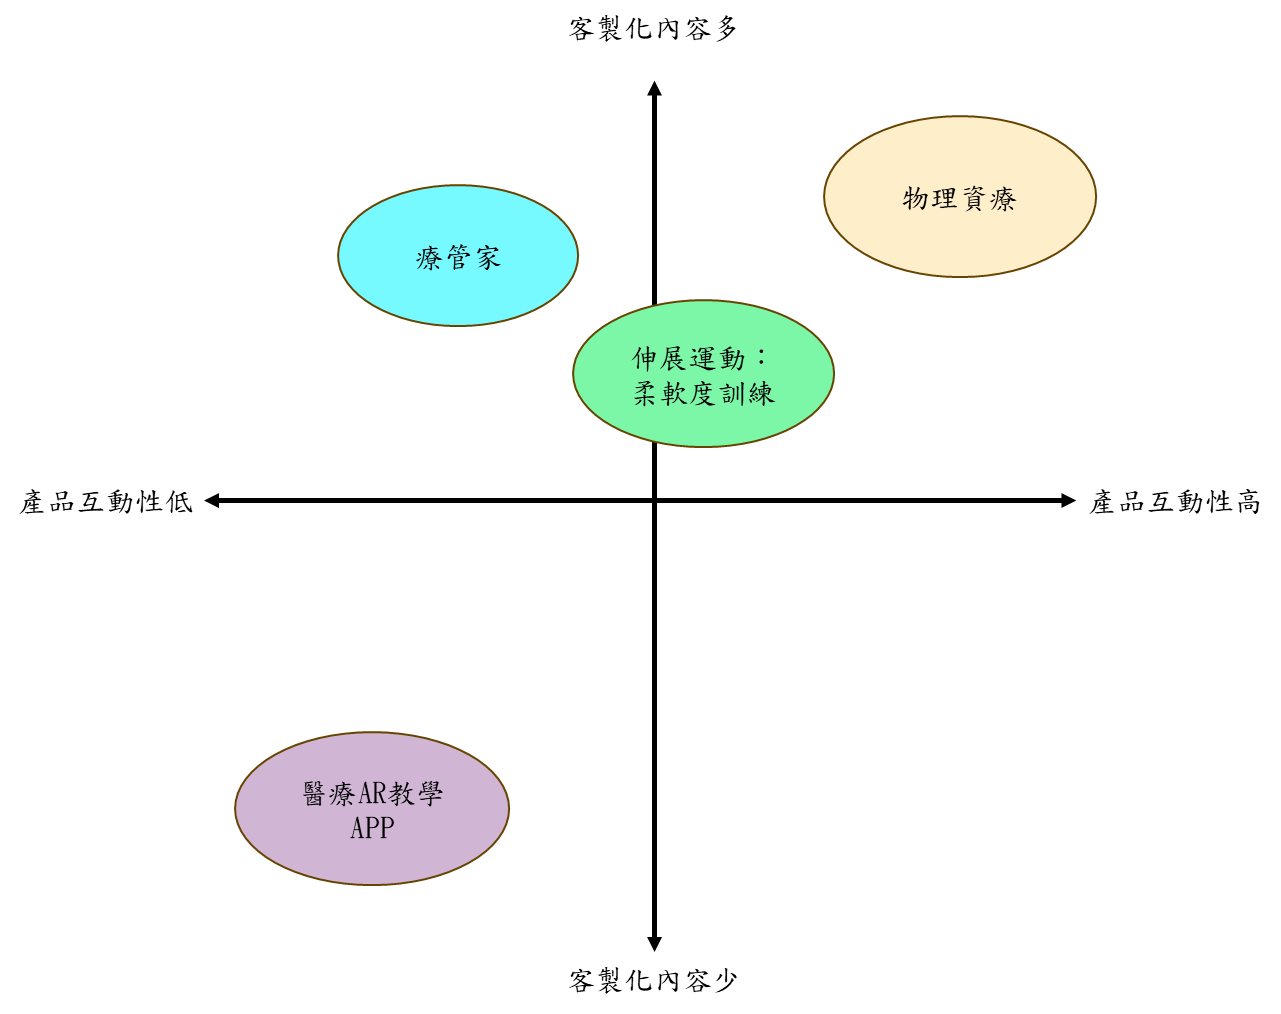 客製化內容多
物理資療
療管家
伸展運動：
柔軟度訓練
產品互動性低
產品互動性高
醫療AR教學
APP
客製化內容少